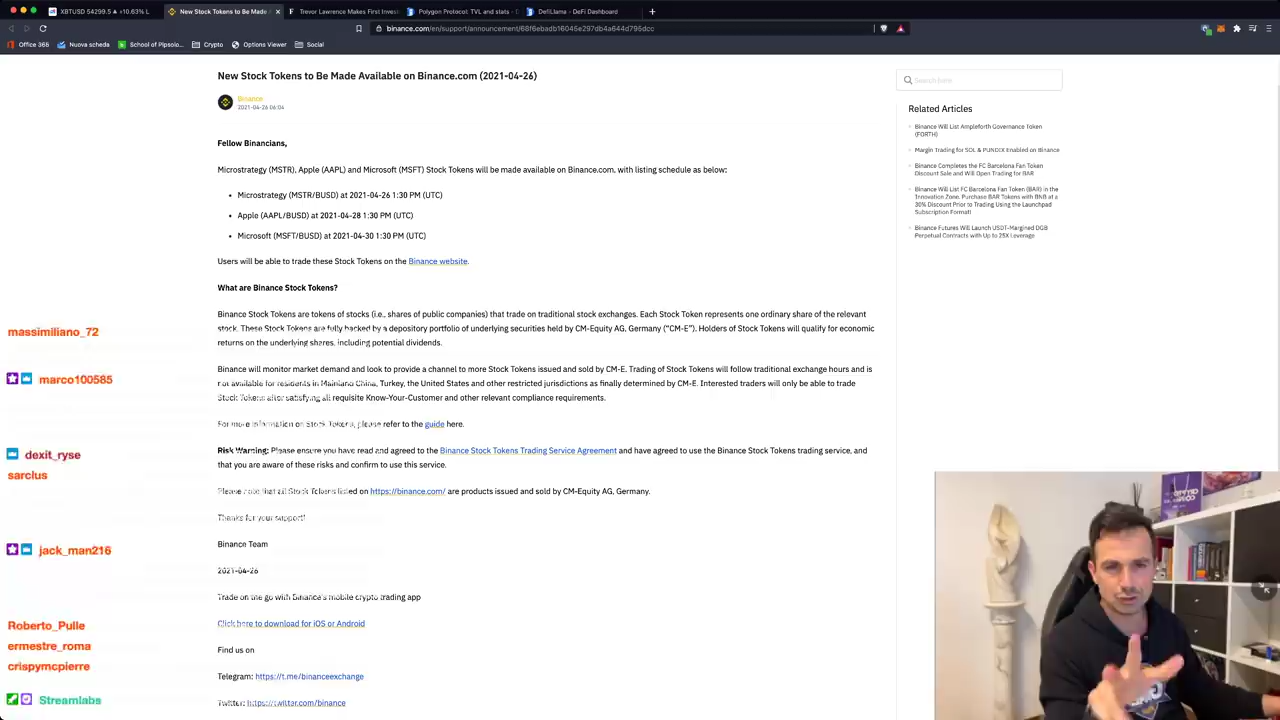 XBTUSD 54299.5 ▲ +10.63% L
New Stock Tokens to Be Made
Trevor Lawrence Makes First Inves
Polygon Protocol: TVL and stats - D
DefiLlama - DeFi Dashboard
binance.com/en/support/announcement/68f6ebadb16045e297db4a644d795dcc
Office 365
Nuova scheda
School of Pipsolo...
Crypto
Options Viewer
Social
New Stock Tokens to Be Made Available on Binance.com (2021-04-26)
Binance
2021-04-26 06:04
Fellow Binancians,
Microstrategy (MSTR), Apple (AAPL) and Microsoft (MSFT) Stock Tokens will be made available on Binance.com, with listing schedule as below:
• Microstrategy (MSTR/BUSD) at 2021-04-26 1:30 PM (UTC)
• Apple (AAPL/BUSD) at 2021-04-28 1:30 PM (UTC)
• Microsoft (MSFT/BUSD) at 2021-04-30 1:30 PM (UTC)
Users will be able to trade these Stock Tokens on the Binance website.
What are Binance Stock Tokens?
Binance Stock Tokens are tokens of stocks (i.e., shares of public companies) that trade on traditional stock exchanges. Each Stock Token represents one ordinary share of the relevant
stock. These Stock Tokens are fully backed by a depository portfolio of underlying securities held by CM-Equity AG, Germany ("CM-E"). Holders of Stock Tokens will qualify for economic
returns on the underlying shares, including potential dividends.
Binance will monitor market demand and look to provide a channel to more Stock Tokens issued and sold by CM-E. Trading of Stock Tokens will follow traditional exchange hours and is
not available for residents in Mainland China, Turkey, the United States and other restricted jurisdictions as finally determined by CM-E. Interested traders will only be able to trade
Stock Tokens after satisfying all requisite Know-Your-Customer and other relevant compliance requirements.
For more information on Stock Tokens, please refer to the guide here.
Risk Warning: Please ensure you have read and agreed to the Binance Stock Tokens Trading Service Agreement and have agreed to use the Binance Stock Tokens trading service, and
that you are aware of these risks and confirm to use this service.
Please note that all Stock Tokens listed on https://binance.com/ are products issued and sold by CM-Equity AG, Germany.
Thanks for your support!
Binance Team
2021-04-26
Trade on the go with Binance's mobile crypto trading app
Click here to download for iOS or Android
Find us on
Telegram: https://t.me/binanceexchange
Twitter: https://twitter.com/binance
Search here
Related Articles
Binance Will List Ampleforth Governance Token
(FORTH)
Margin Trading for SOL & PUNDIX Enabled on Binance
Binance Completes the FC Barcelona Fan Token
Discount Sale and Will Open Trading for BAR
Binance Will List FC Barcelona Fan Token (BAR) in the
Innovation Zone. Purchase BAR Tokens with BNB at a
30% Discount Prior to Trading Using the Launchpad
Subscription Format!
Binance Futures Will Launch USDT-Margined DGB
Perpetual Contracts with Up to 25X Leverage
massimiliano_72
marco100585
dexit_ryse
sarclus
jack_man216
Roberto_Pulle
ermestre_roma
crispymcpierre
Streamlabs